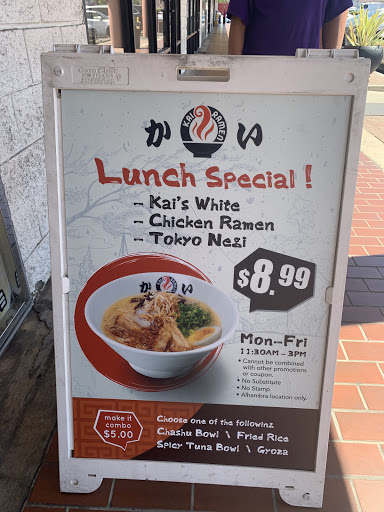 か い
KAI RAMEN
Lunch Special !
- Kai's White
- Chicken Ramen
- Tokyo Negi
$8.99
か い
Mon-Fri
11:30AM - 3PM
• Cannot be combined
with other promotions
or coupon.
• No Substitute
• No Stamp
• Alhambra location only.
make it
combo
$5.00
Choose one of the following
Chashu Bowl \ Fried Rice
Spicy Tuna Bowl \ Gyoza